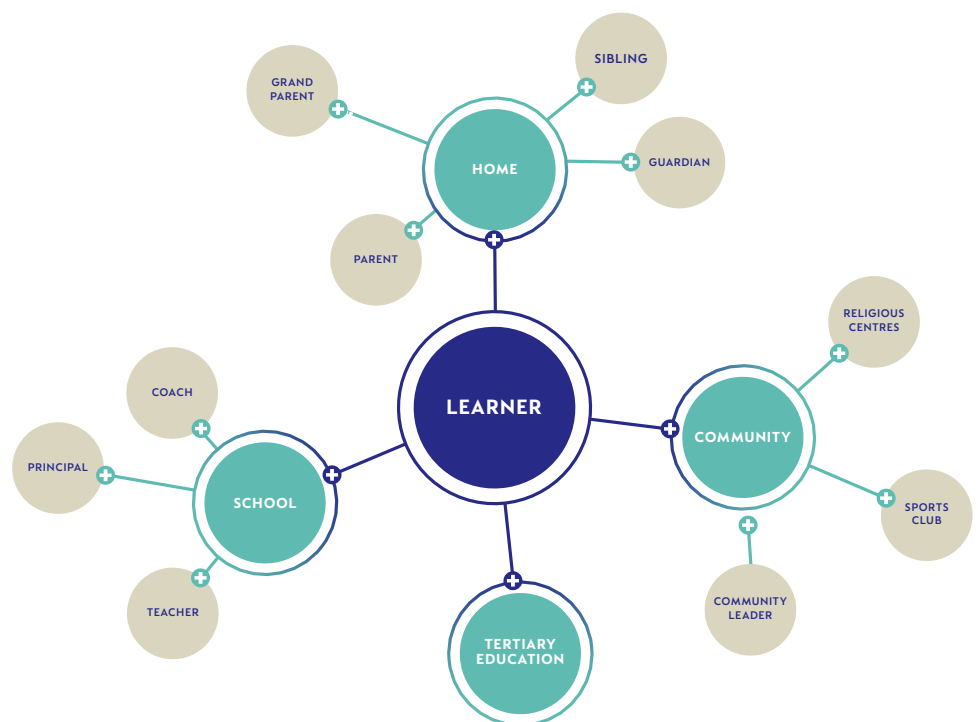 SIBLING
GRAND
PARENT
HOME
GUARDIAN
PARENT
RELIGIOUS
CENTRES
COACH
LEARNER
COMMUNITY
PRINCIPAL
SCHOOL
SPORTS
CLUB
TEACHER
COMMUNITY
LEADER
TERTIARY
EDUCATION